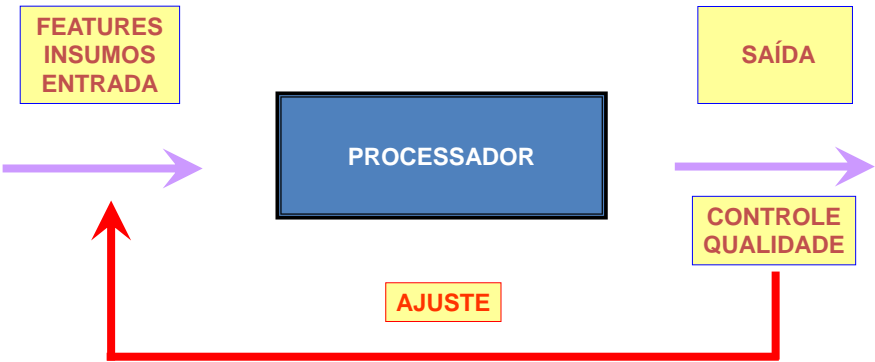 FEATURES
INSUMOS
ENTRADA
SAÍDA
PROCESSADOR
CONTROLE
QUALIDADE
AJUSTE